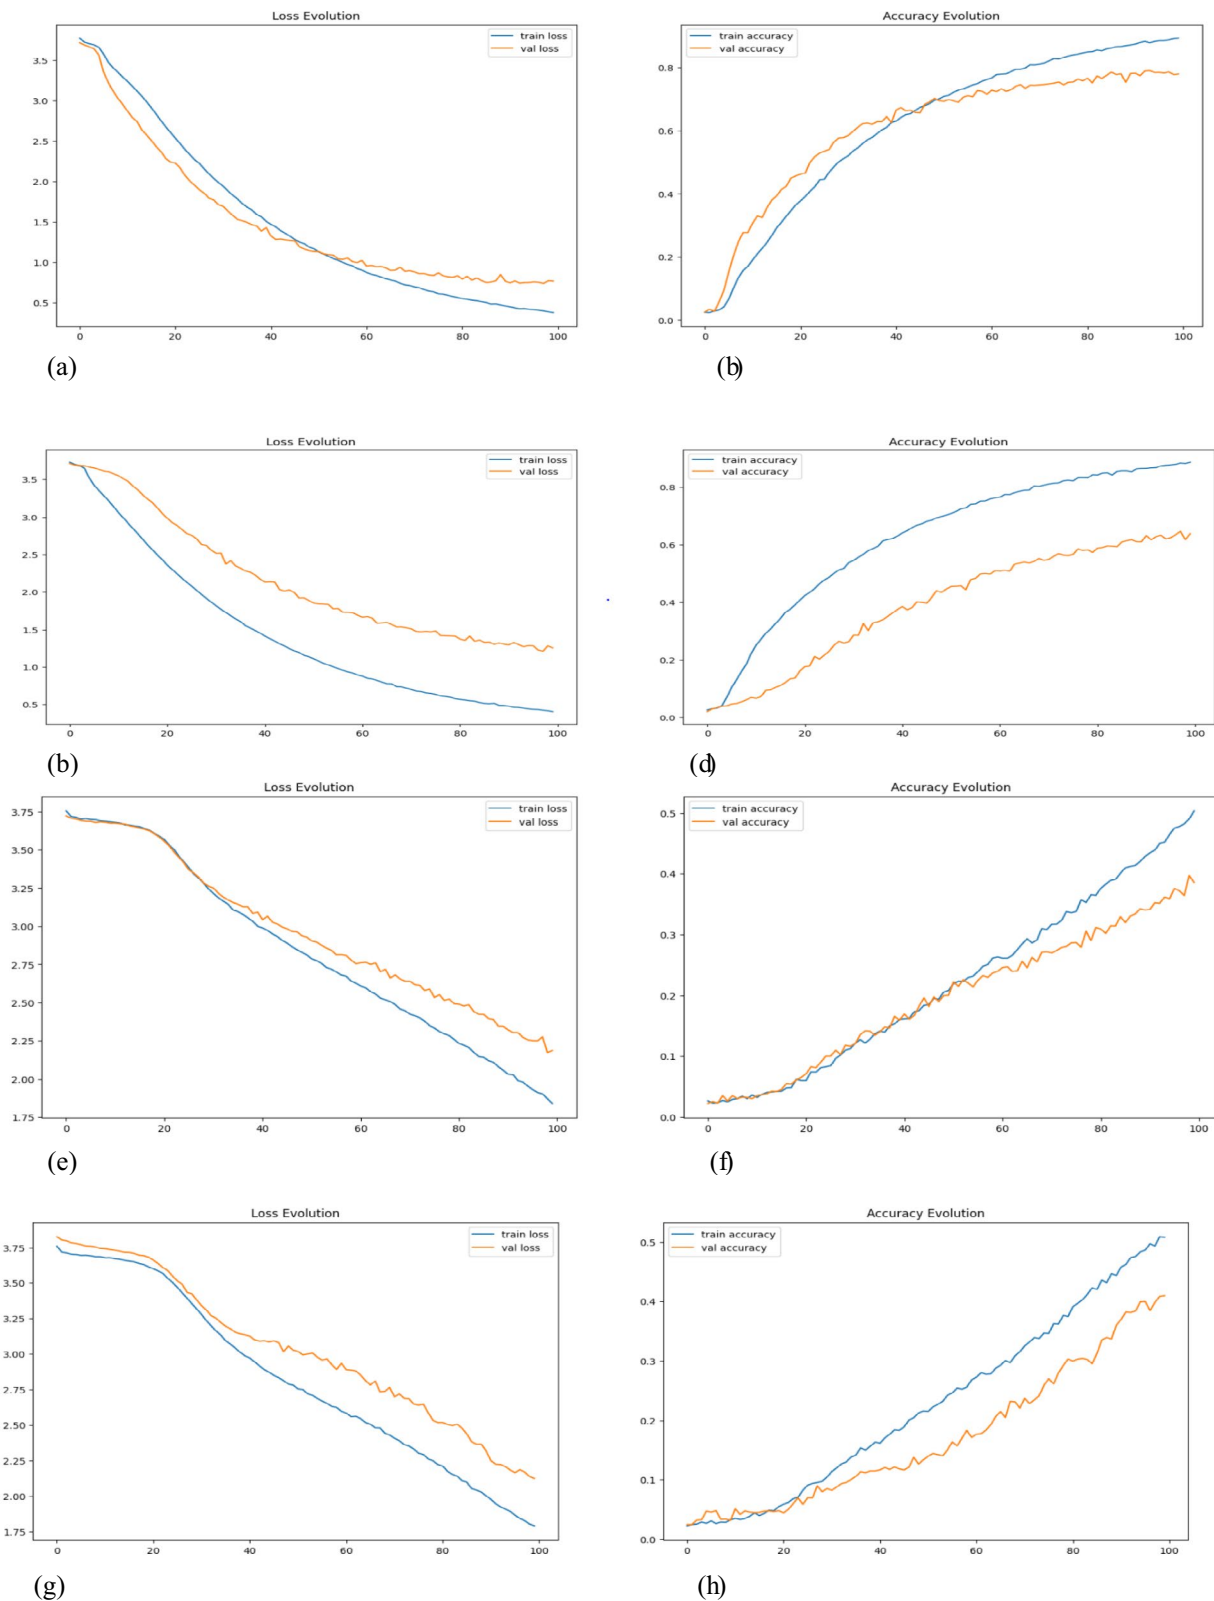 Loss Evolution
train loss
val loss
3.5
3.0
2.5
2.0
1.5
1.0
0.5
0 20 40 60 80 100
(a)
Accuracy Evolution
train accuracy
val accuracy
0.8
0.6
0.4
0.2
0.0
0 20 40 60 80 100
(b)
Loss Evolution
train loss
val loss
3.5
3.0
2.5
2.0
1.5
1.0
0.5
0 20 40 60 80 100
(b)
Accuracy Evolution
train accuracy
val accuracy
0.8
0.6
0.4
0.2
0.0
0 20 40 60 80 100
(d)
Loss Evolution
train loss
val loss
3.75
3.50
3.25
3.00
2.75
2.50
2.25
2.00
1.75
0 20 40 60 80 100
(e)
Accuracy Evolution
train accuracy
val accuracy
0.5
0.4
0.3
0.2
0.1
0.0
0 20 40 60 80 100
(f)
Loss Evolution
train loss
val loss
3.75
3.50
3.25
3.00
2.75
2.50
2.25
2.00
1.75
0 20 40 60 80 100
(g)
Accuracy Evolution
train accuracy
val accuracy
0.5
0.4
0.3
0.2
0.1
0.0
0 20 40 60 80 100
(h)